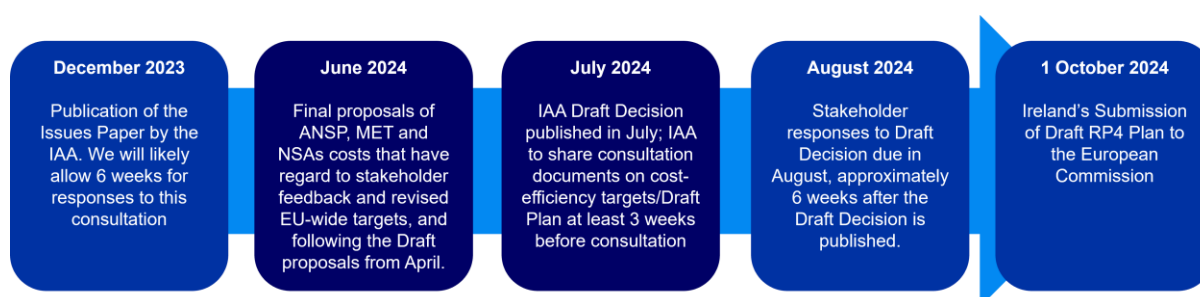 December 2023
Publication of the
Issues Paper by the
IAA. We will likely
allow 6 weeks for
responses to this
consultation
June 2024
Final proposals of
ANSP, MET and
NSAs costs that have
regard to stakeholder
feedback and revised
EU-wide targets, and
following the Draft
proposals from April.
July 2024
IAA Draft Decision
published in July; IAA
to share consultation
documents on cost-
efficiency targets/Draft
Plan at least 3 weeks
before consultation
August 2024
Stakeholder
responses to Draft
Decision due in
August, approximately
6 weeks after the
Draft Decision is
published.
1 October 2024
Ireland's Submission
of Draft RP4 Plan to
the European
Commission